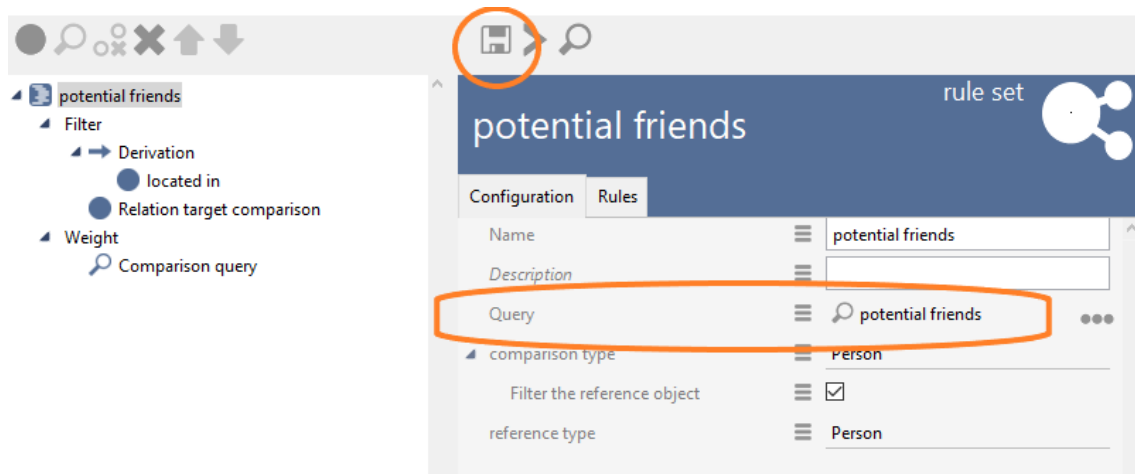 potential friends
Filter
Derivation
located in
Relation target comparison
Weight
Comparison query
rule set
potential friends
Configuration Rules
Name potential friends
Description
Query potential friends
comparison type Person
Filter the reference object
reference type Person